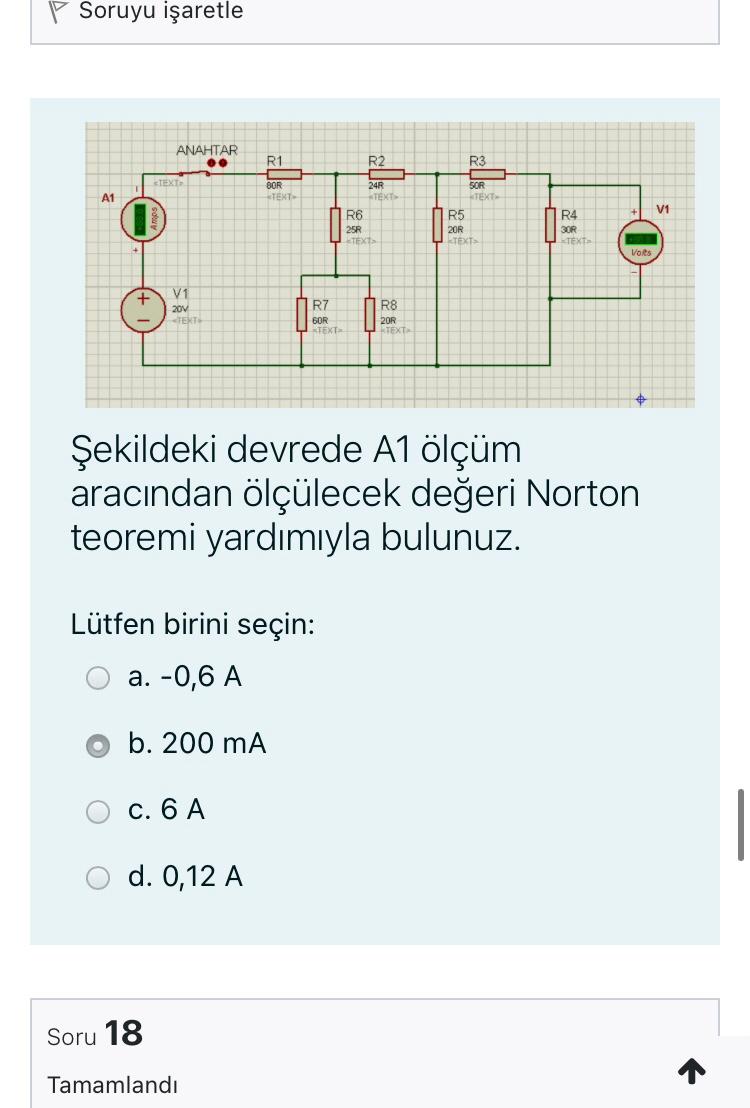 Soruyu işaretle
ANAHTAR
R1
R2
R3
<TEXT>
80R
24R
50R
<TEXT>
<TEXT>
<TEXT>
A1
Amps
R6
R5
R4
V1
25R
20R
30R
<TEXT>
<TEXT>
<TEXT>
Volts
V1
20V
<TEXT>
R7
R8
60R
20R
<TEXT>
<TEXT>
Şekildeki devrede A1 ölçüm
aracından ölçülecek değeri Norton
teoremi yardımıyla bulunuz.
Lütfen birini seçin:
a. -0,6 A
b. 200 mA
c. 6 A
d. 0,12 A
Soru 18
Tamamlandı